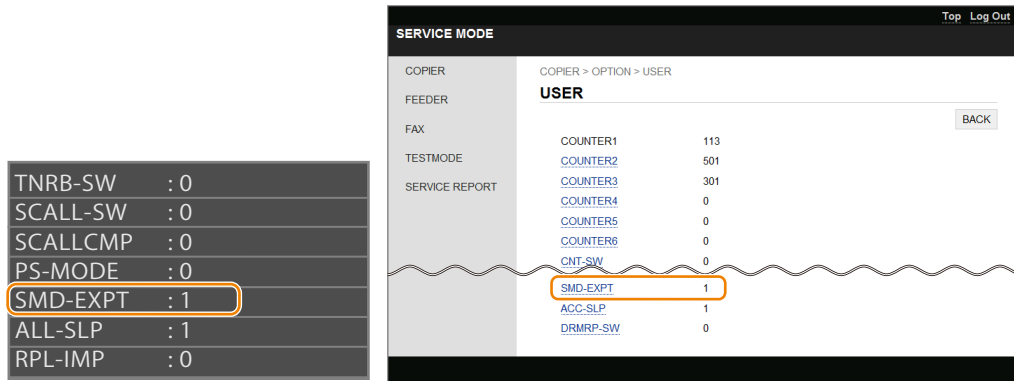 TNRB-SW : 0
SCALL-SW : 0
SCALLCMP : 0
PS-MODE : 0
SMD-EXPT : 1
ALL-SLP : 1
RPL-IMP : 0
Top Log Out
SERVICE MODE
COPIER
FEEDER
FAX
TESTMODE
SERVICE REPORT
COPIER > OPTION > USER
USER
BACK
COUNTER1 113
COUNTER2 501
COUNTER3 301
COUNTER4 0
COUNTER5 0
COUNTER6 0
CNT-SW 0
SMD-EXPT 1
ACC-SLP 1
DRMRP-SW 0